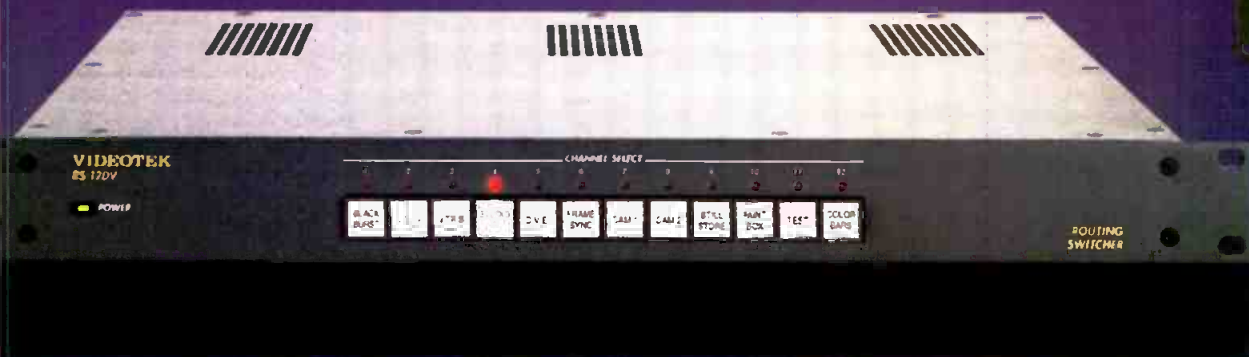 VIDEOTEK
RS-12DV
POWER
CHANNEL SELECT
1 2 3 4 5 6 7 8 9 10 11 12
BLACK BURST
VTR B
D.V.E.
FRAME SYNC
CAM 1
CAM 2
STILL STORE
PAINT BOX
TEST
COLOR BARS
ROUTING
SWITCHER